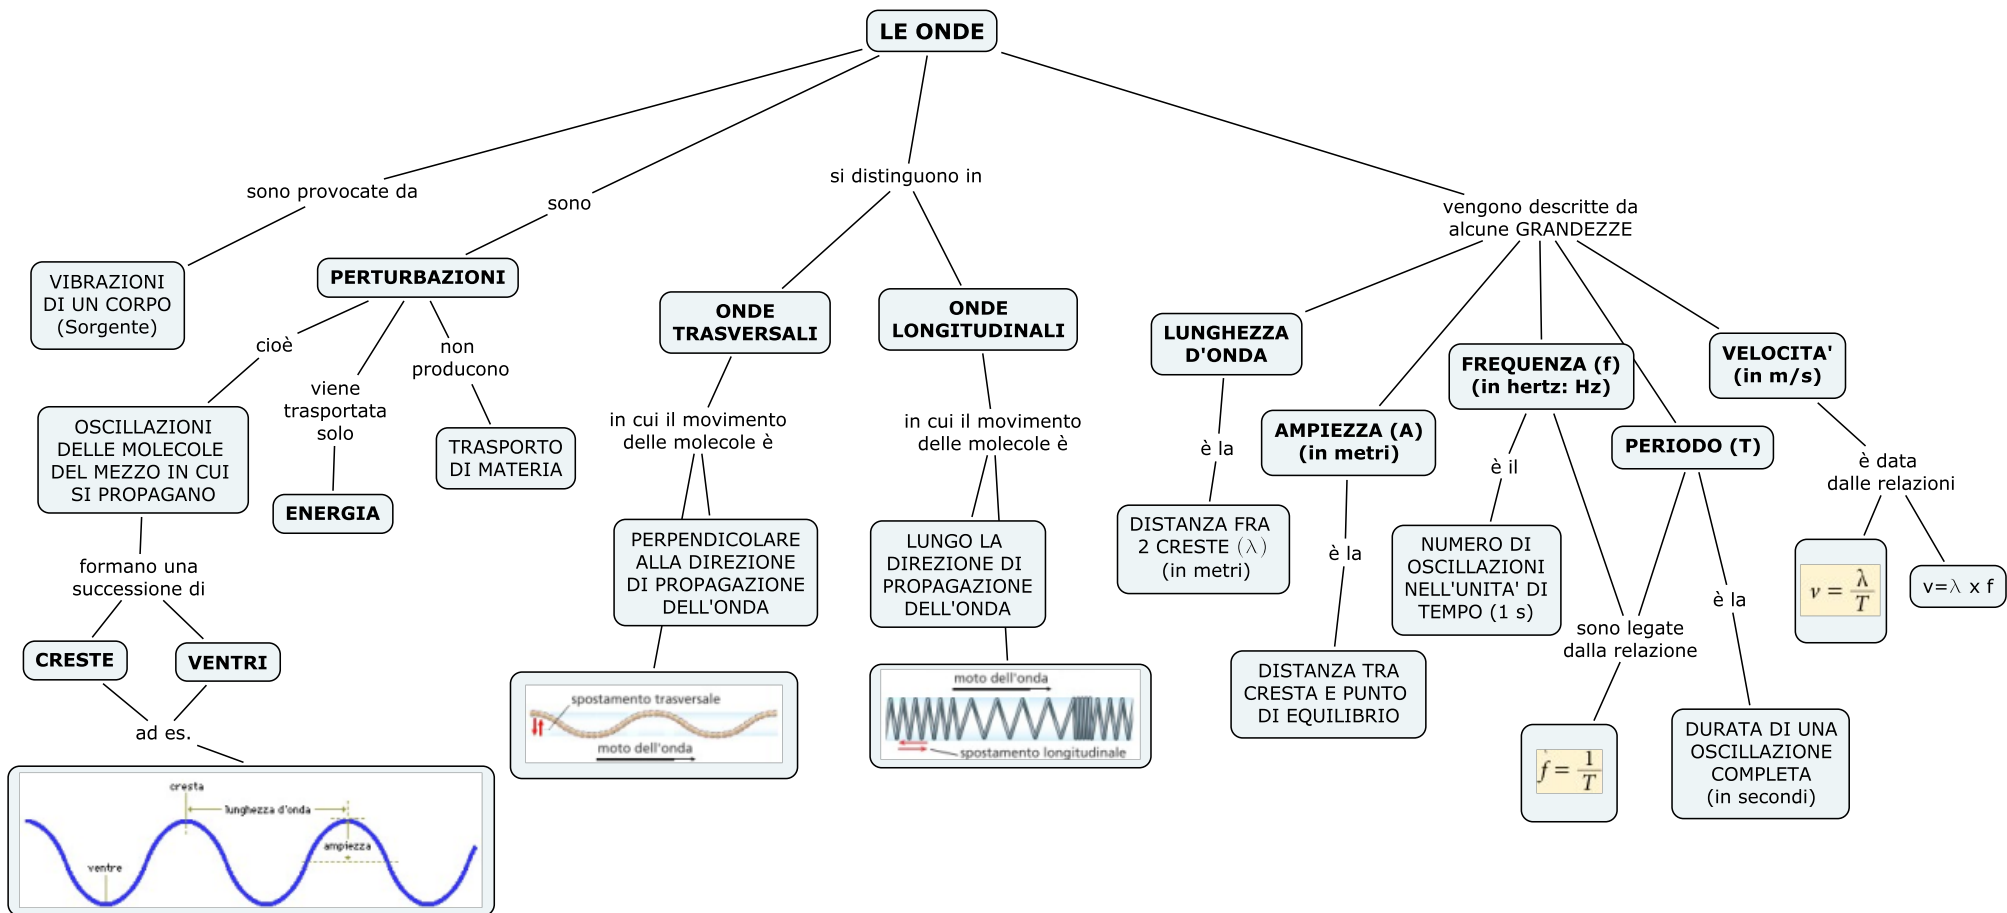 LE ONDE
sono provocate da
VIBRAZIONI
DI UN CORPO
(Sorgente)
sono
PERTURBAZIONI
cioè
OSCILLAZIONI
DELLE MOLECOLE
DEL MEZZO IN CUI
SI PROPAGANO
formano una
successione di
CRESTE
VENTRI
ad es.
cresta
lunghezza d'onda
ampiezza
ventre
viene
trasportata
solo
ENERGIA
non
producono
TRASPORTO
DI MATERIA
si distinguono in
ONDE
TRASVERSALI
in cui il movimento
delle molecole è
PERPENDICOLARE
ALLA DIREZIONE
DI PROPAGAZIONE
DELL'ONDA
spostamento trasversale
moto dell'onda
ONDE
LONGITUDINALI
in cui il movimento
delle molecole è
LUNGO LA
DIREZIONE DI
PROPAGAZIONE
DELL'ONDA
moto dell'onda
spostamento longitudinale
vengono descritte da
alcune GRANDEZZE
LUNGHEZZA
D'ONDA
è la
DISTANZA FRA
2 CRESTE (λ)
(in metri)
AMPIEZZA (A)
(in metri)
è la
DISTANZA TRA
CRESTA E PUNTO
DI EQUILIBRIO
FREQUENZA (f)
(in hertz: Hz)
è il
NUMERO DI
OSCILLAZIONI
NELL'UNITA' DI
TEMPO (1 s)
sono legate
dalla relazione
f = 1/T
PERIODO (T)
è la
DURATA DI UNA
OSCILLAZIONE
COMPLETA
(in secondi)
VELOCITA'
(in m/s)
è data
dalle relazioni
v = λ/T
v=λ x f